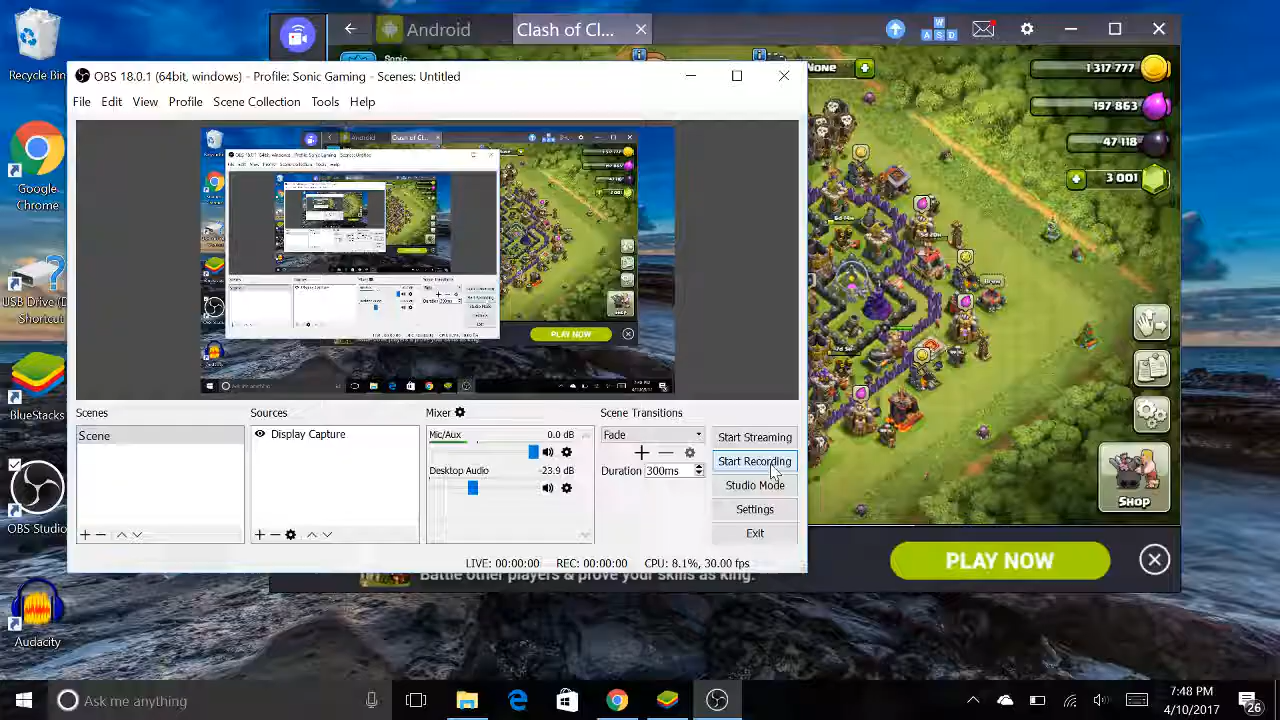 Recycle Bin
Google
Chrome
USB Drive (D
Shortcut
BlueStacks
OBS Studio
Audacity
Android
Clash of Cl...
WASD
0.1 (64bit, windows) - Profile: Sonic Gaming - Scenes: Untitled
File Edit View Profile Scene Collection Tools Help
PLAY NOW
SHOP
Scenes
Scene
Sources
Display Capture
Mixer
Mic/Aux 0.0 dB
Desktop Audio -23.9 dB
Scene Transitions
Fade
Duration 300ms
Start Streaming
Start Recording
Studio Mode
Settings
Exit
LIVE: 00:00:00 REC: 00:00:00 CPU: 8.1%, 30.00 fps
Sonic
None
1 317 777
197 863
47 118
3 001
Shop
PLAY NOW
Battle other players & prove your skills as king.
Ask me anything
7:48 PM
4/10/2017
26